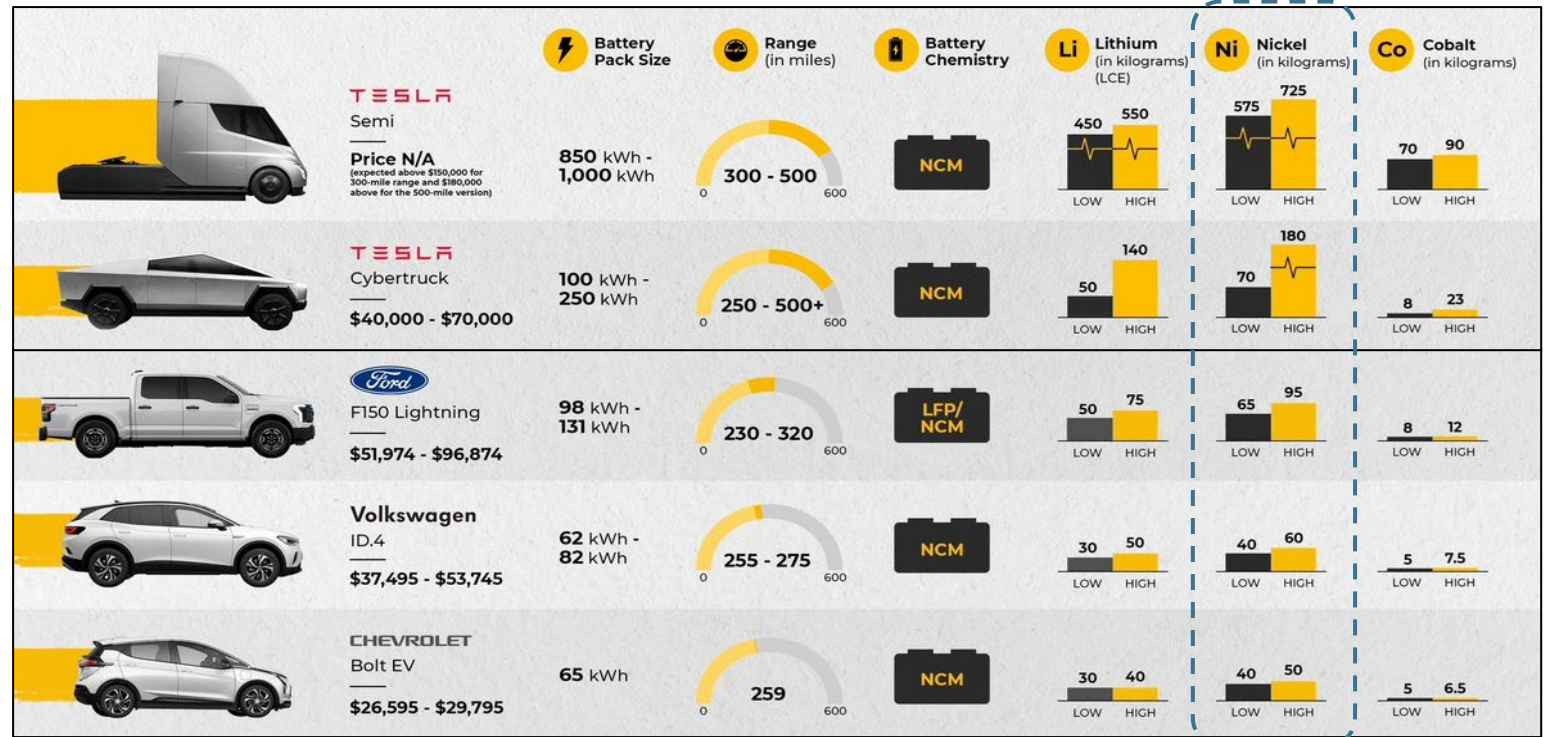 Battery
Pack Size
Range
(in miles)
Battery
Chemistry
Li
Lithium
(in kilograms)
(LCE)
Ni
Nickel
(in kilograms)
Co
Cobalt
(in kilograms)
TESLA
Semi
Price N/A
(expected above $150,000 for
300-mile range and $180,000
above for the 500-mile version)
850 kWh -
1,000 kWh
300 - 500
0 600
NCM
450 550
LOW HIGH
575 725
LOW HIGH
70 90
LOW HIGH
TESLA
Cybertruck
$40,000 - $70,000
100 kWh -
250 kWh
250 - 500+
0 600
NCM
50 140
LOW HIGH
70 180
LOW HIGH
8 23
LOW HIGH
Ford
F150 Lightning
$51,974 - $96,874
98 kWh -
131 kWh
230 - 320
0 600
LFP/
NCM
50 75
LOW HIGH
65 95
LOW HIGH
8 12
LOW HIGH
Volkswagen
ID.4
$37,495 - $53,745
62 kWh -
82 kWh
255 - 275
0 600
NCM
30 50
LOW HIGH
40 60
LOW HIGH
5 7.5
LOW HIGH
CHEVROLET
Bolt EV
$26,595 - $29,795
65 kWh
259
0 600
NCM
30 40
LOW HIGH
40 50
LOW HIGH
5 6.5
LOW HIGH